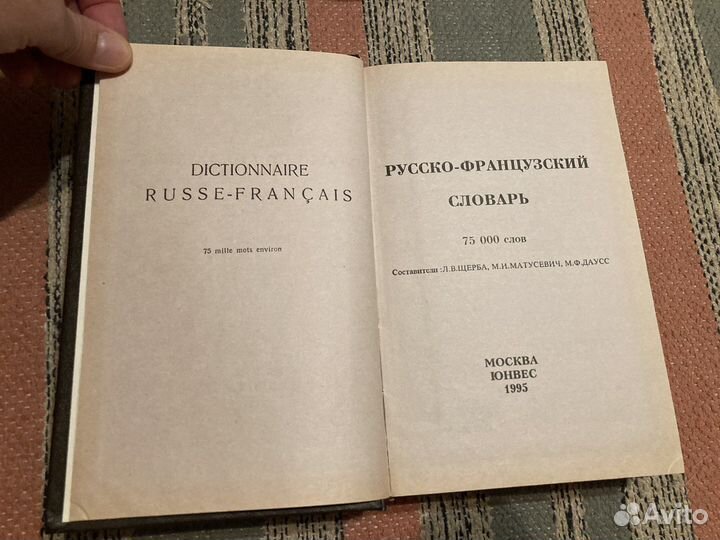 DICTIONNAIRE
RUSSE-FRANÇAIS
75 mille mots environ
РУССКО-ФРАНЦУЗСКИЙ
СЛОВАРЬ
75 000 слов
Составители :Л.В.ЩЕРБА, М.И.МАТУСЕВИЧ, М.Ф.ДАУСС
МОСКВА
ЮНВЕС
1995
Avito